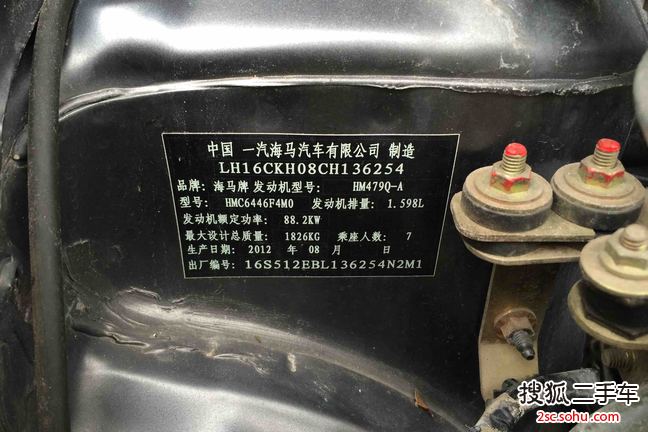 中国 一汽海马汽车有限公司 制造
LH16CKH08CH136254
品牌: 海马牌 发动机型号: HM479Q-A
型号: HMC6446F4M0 发动机排量: 1.598L
发动机额定功率: 88.2KW
最大设计总质量: 1826KG 乘座人数: 7
生产日期: 2012 年 08 月 日
出厂编号: 16S512EBL136254N2M1
搜狐二手车
2sc.sohu.com